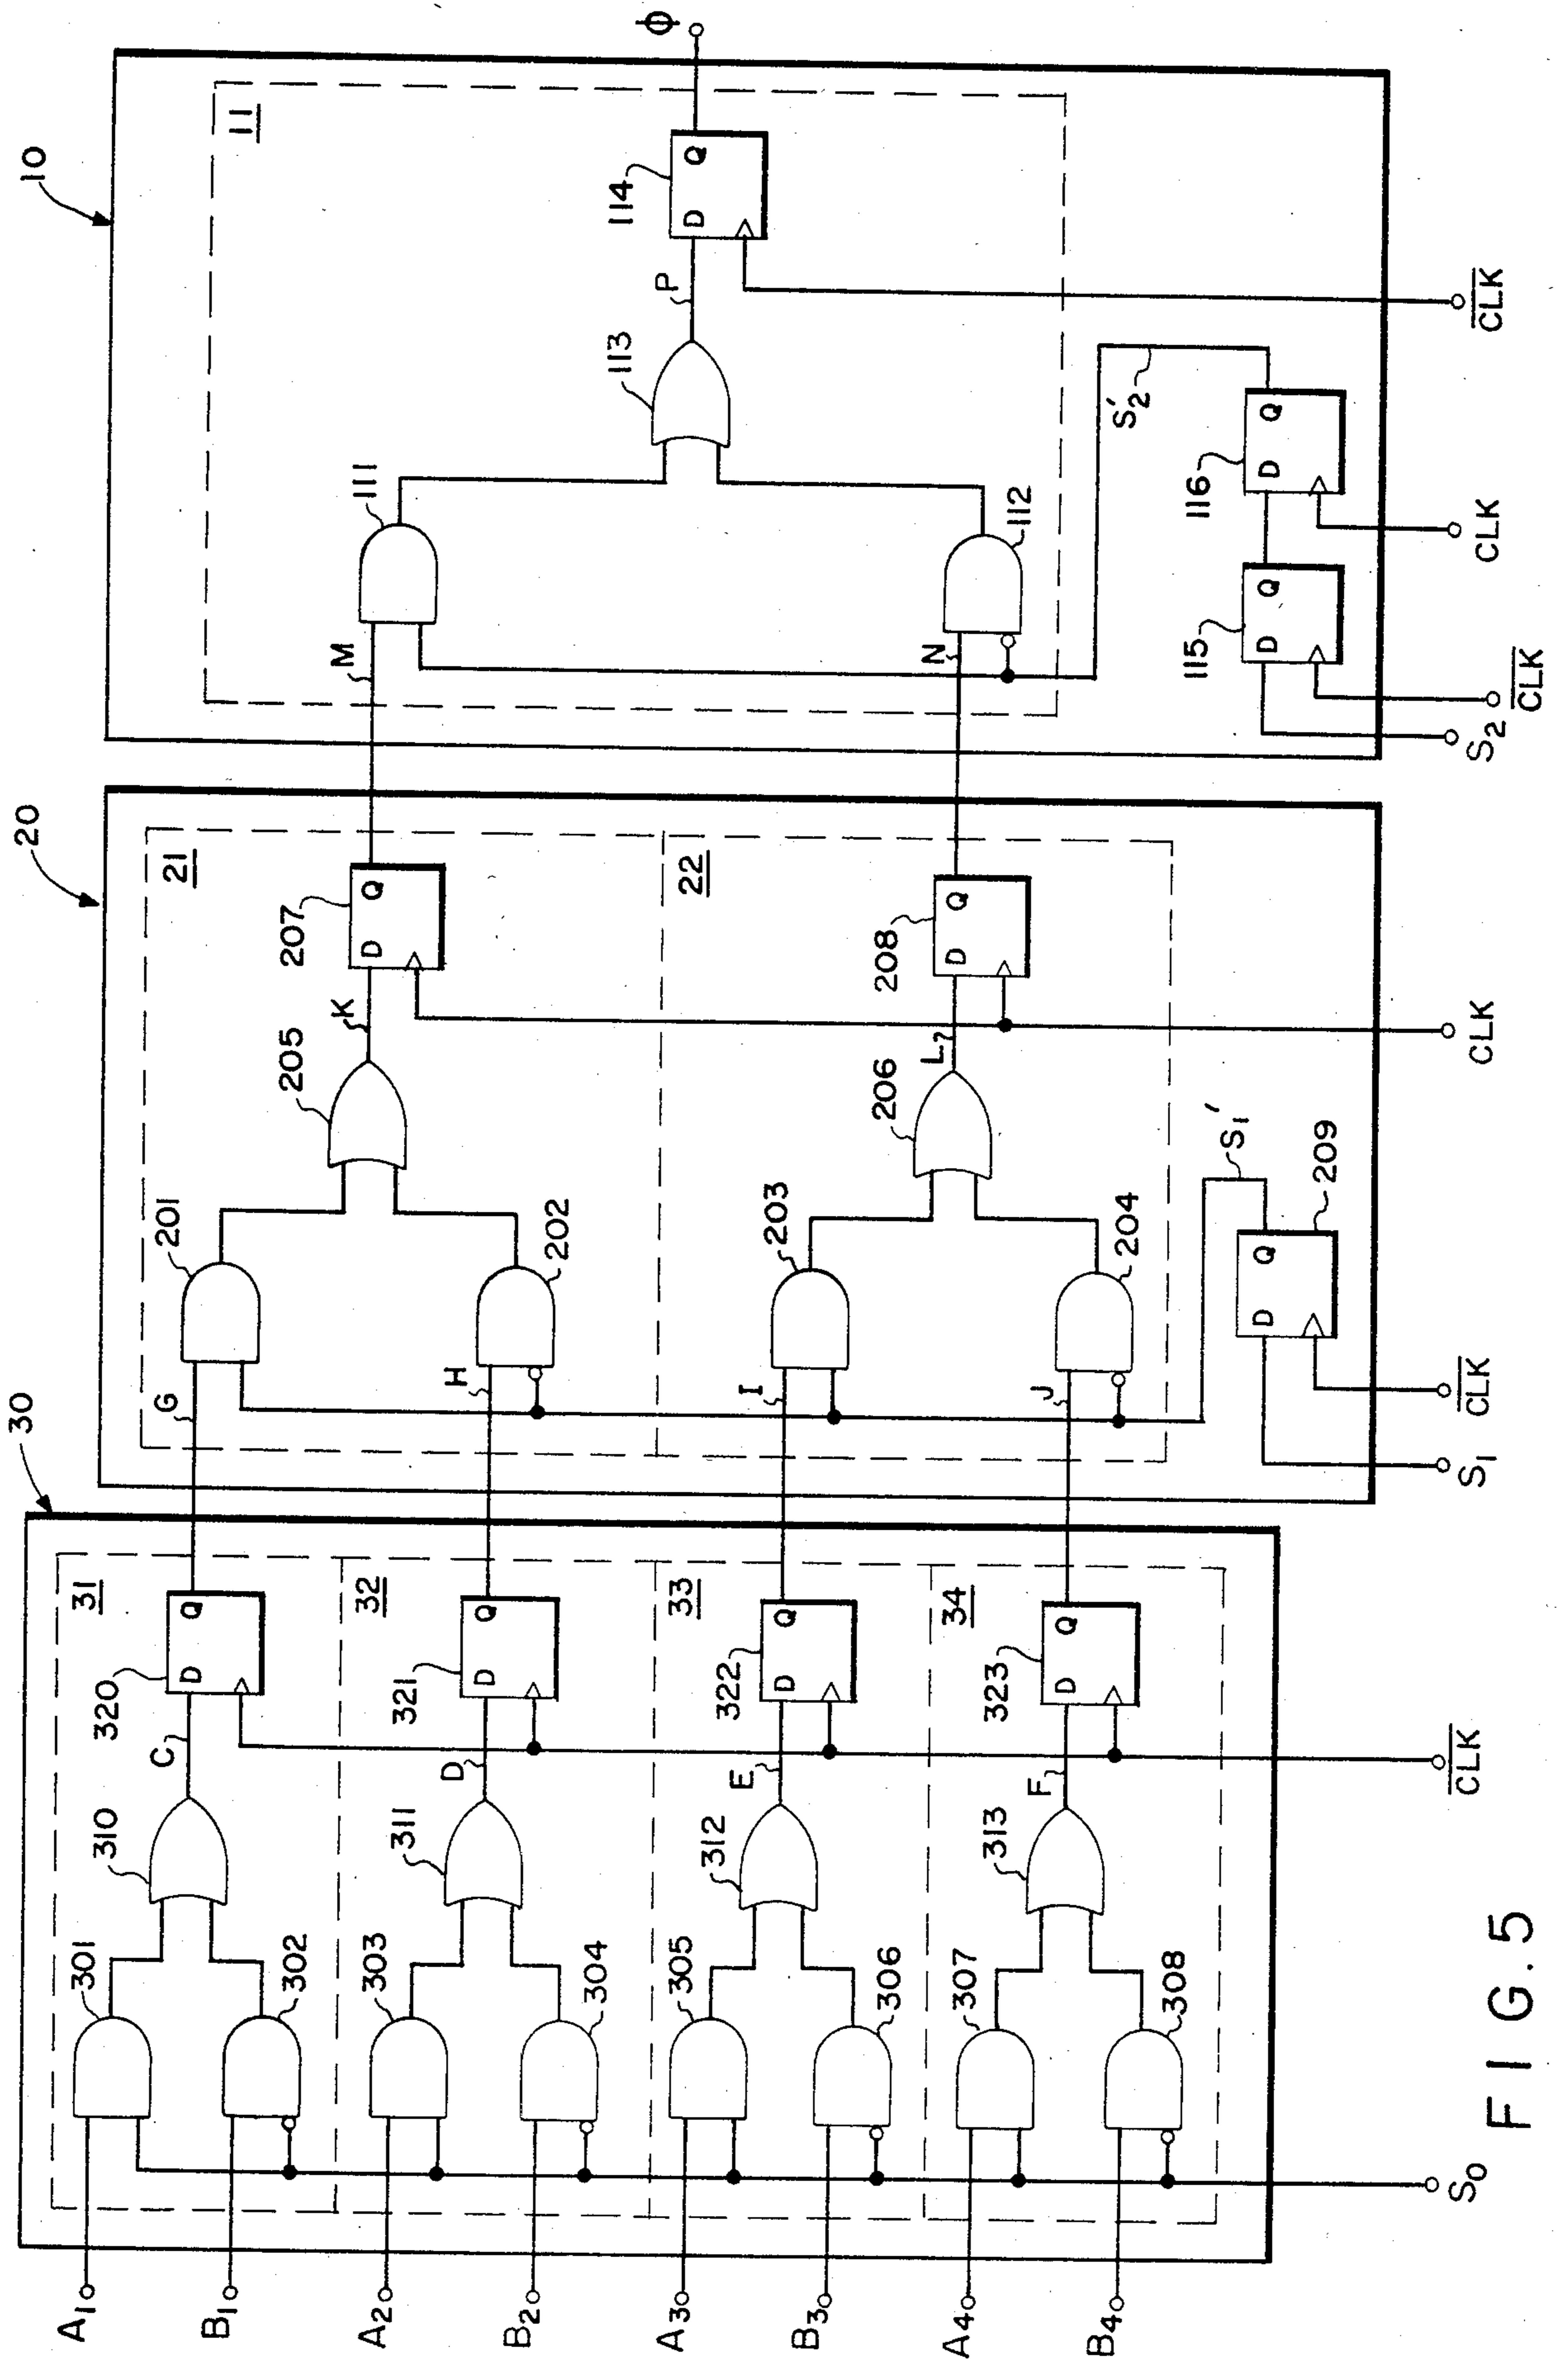 30
20
10
31
32
33
34
21
22
11
A1
B1
A2
B2
A3
B3
A4
B4
301
302
303
304
305
306
307
308
310
311
312
313
C
D
E
F
320
D Q
321
D Q
322
D Q
323
D Q
S0
CLK
G
H
I
J
201
202
203
204
205
206
K
L
207
D Q
208
D Q
S1'
209
D Q
S1
CLK
CLK
M
N
111
112
113
P
114
D Q
Φ
S2'
115
D Q
116
D Q
S2
CLK
CLK
CLK
FIG. 5